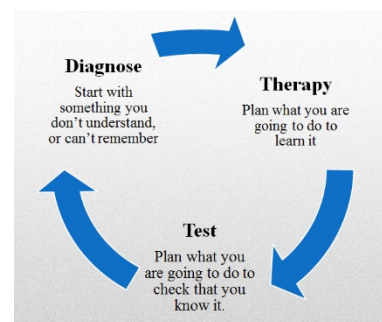 Diagnose
Start with
something you
don't understand,
or can't remember
Therapy
Plan what you are
going to do to
learn it
Test
Plan what you
are going to do to
check that you
know it.